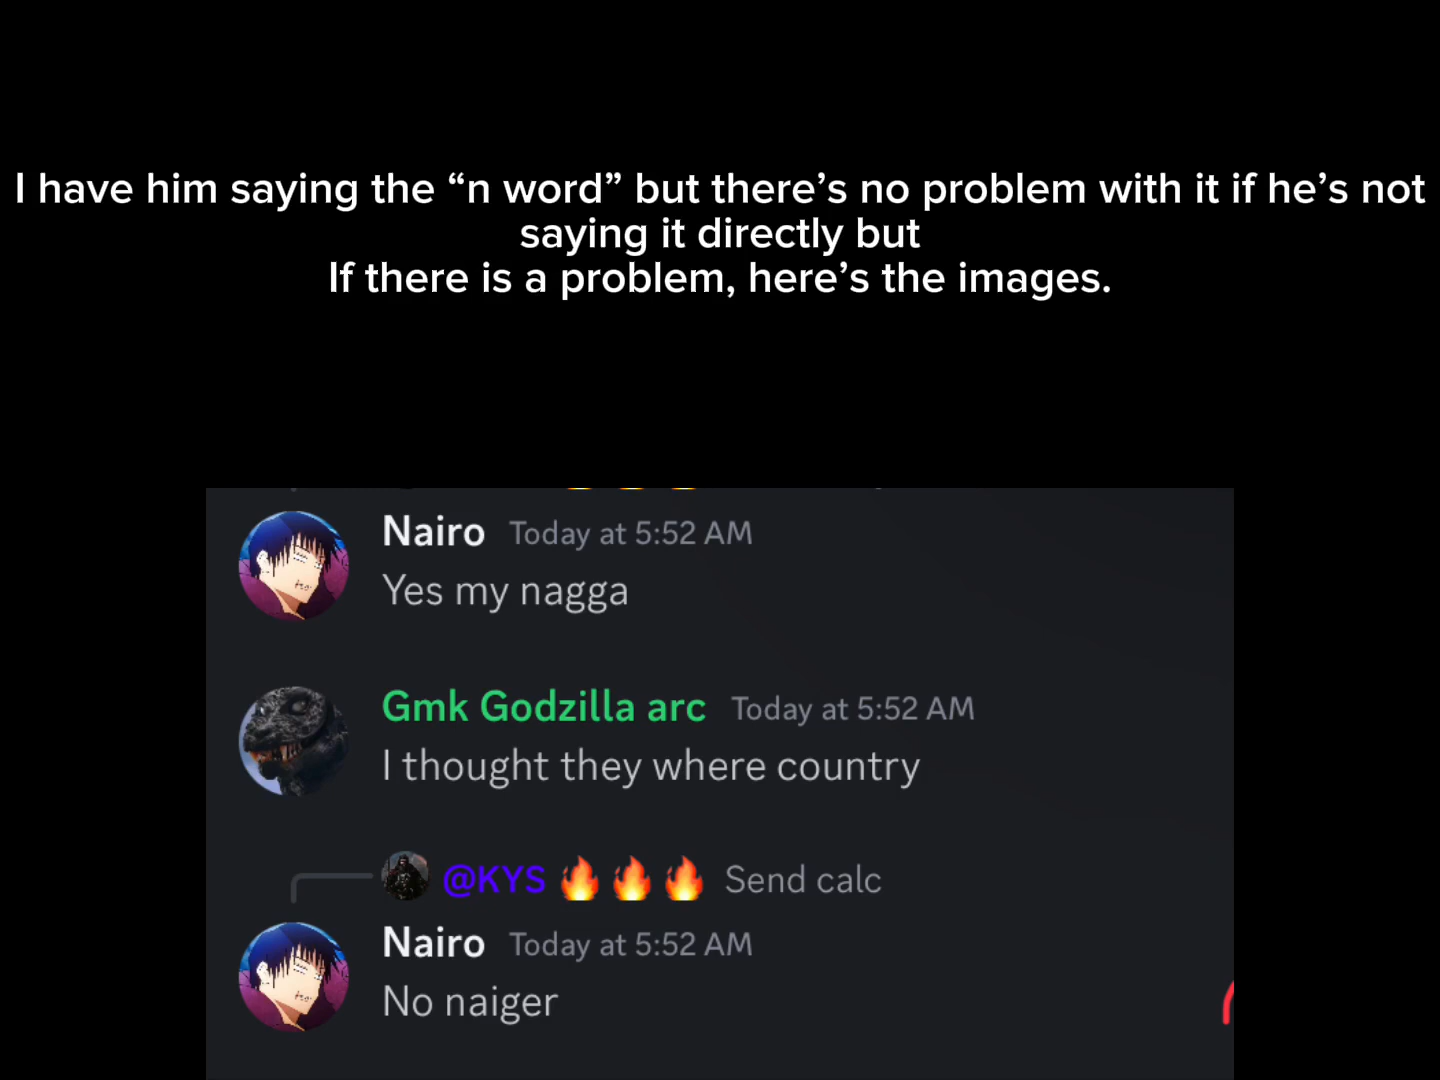 I have him saying the “n word” but there’s no problem with it if he’s not
saying it directly but
If there is a problem, here’s the images.
Nairo Today at 5:52 AM
Yes my nagga
Gmk Godzilla arc Today at 5:52 AM
I thought they where country
@KYS 🔥🔥🔥 Send calc
Nairo Today at 5:52 AM
No naiger